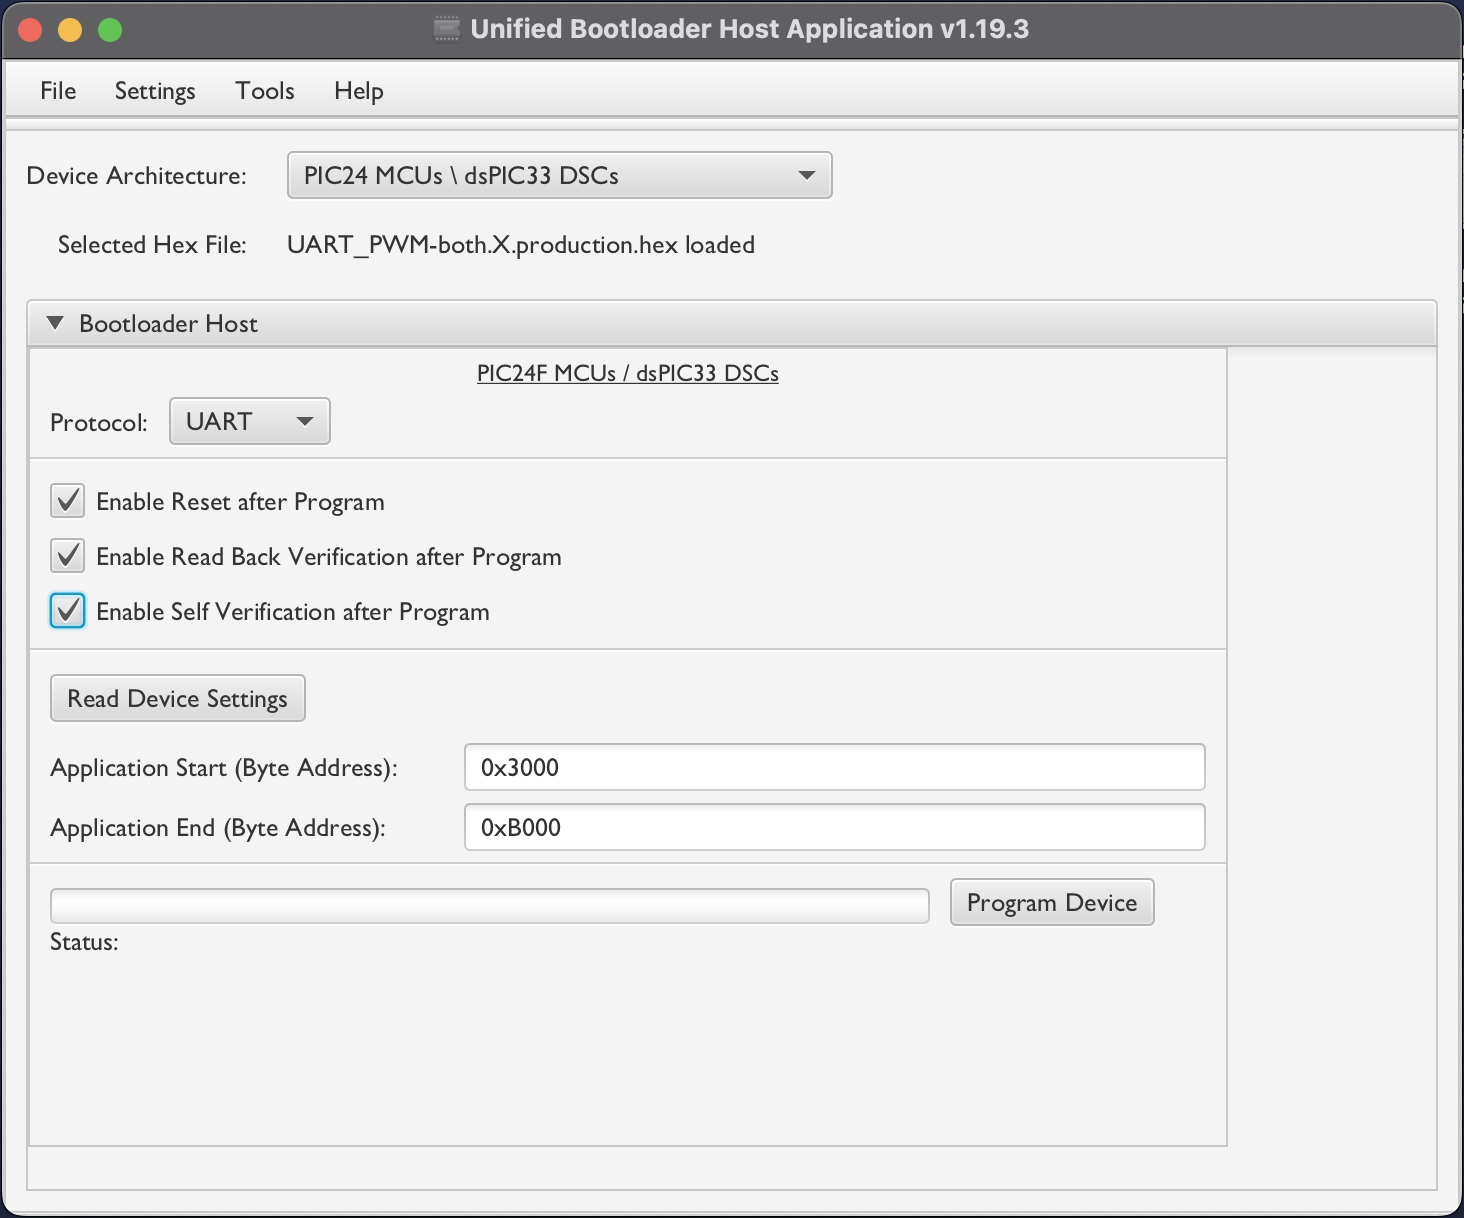 Unified Bootloader Host Application v1.19.3
File Settings Tools Help
Device Architecture: PIC24 MCUs \ dsPIC33 DSCs
Selected Hex File: UART_PWM-both.X.production.hex loaded
Bootloader Host
PIC24F MCUs / dsPIC33 DSCs
Protocol: UART
Enable Reset after Program
Enable Read Back Verification after Program
Enable Self Verification after Program
Read Device Settings
Application Start (Byte Address): 0x3000
Application End (Byte Address): 0xB000
Program Device
Status: